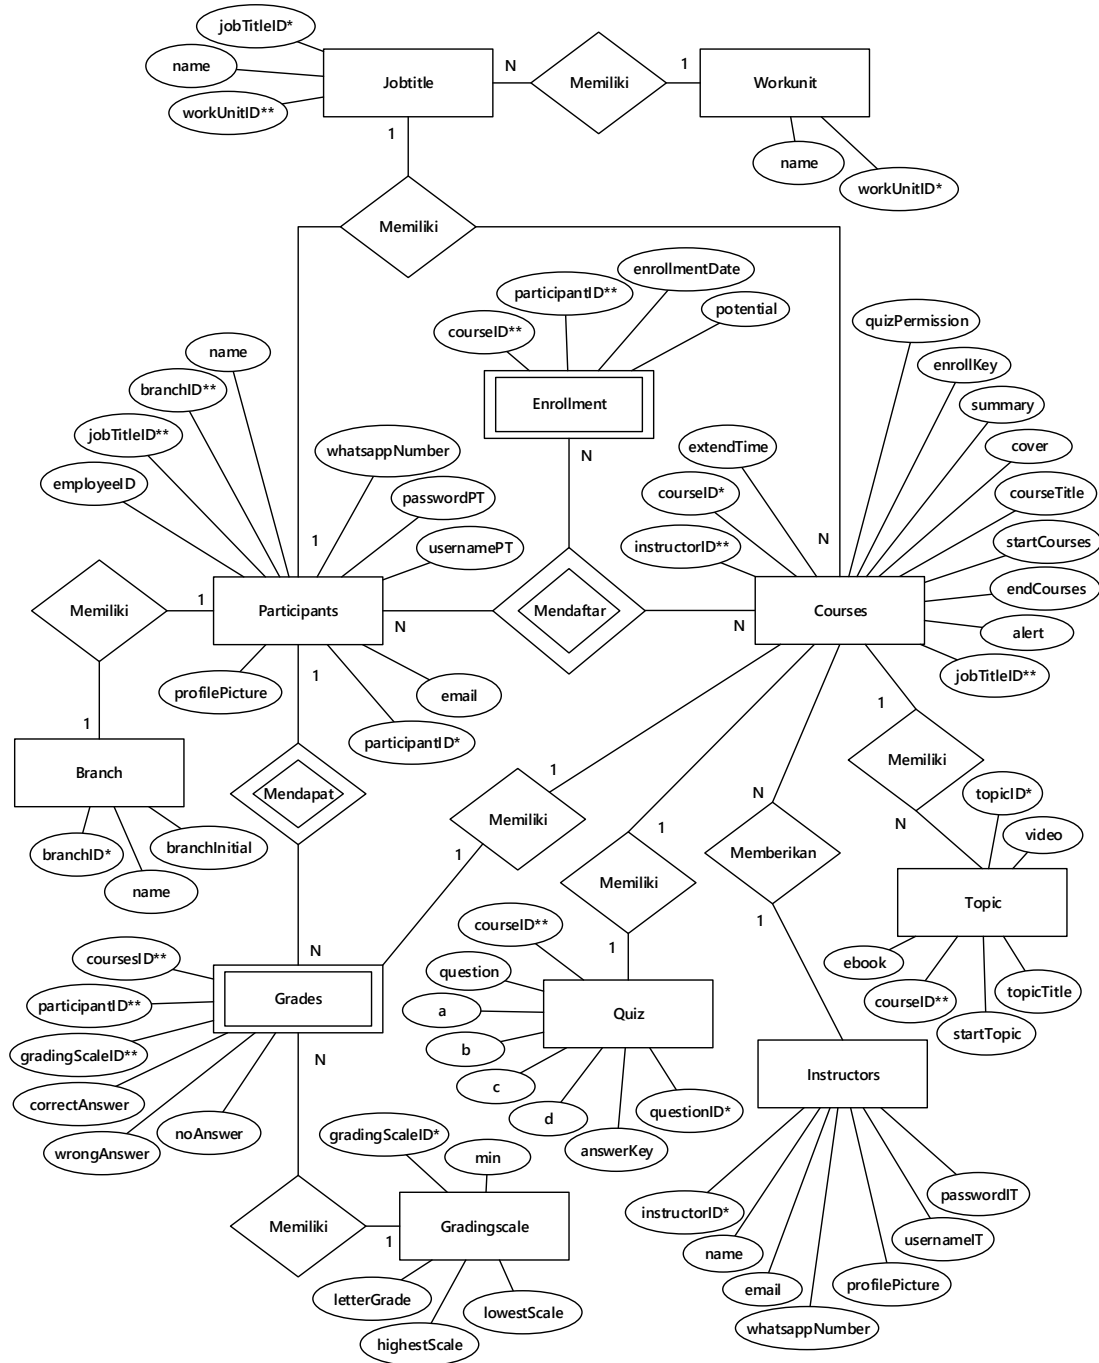 jobTitleID*
name
workUnitID**
Jobtitle
N
Memiliki
1
Workunit
name
workUnitID*
1
Memiliki
enrollmentDate
participantID**
potential
courseID**
Enrollment
N
quizPermission
enrollKey
summary
cover
courseTitle
startCourses
endCourses
alert
jobTitleID**
extendTime
courseID*
instructorID**
N
Courses
name
branchID**
jobTitleID**
employeeID
whatsappNumber
passwordPT
usernamePT
1
Memiliki
1
Participants
N
Mendaftar
N
profilePicture
1
email
participantID*
1
Branch
branchID*
name
branchInitial
Mendapat
N
1
Memiliki
1
1
Memiliki
1
N
Memberikan
1
1
Memiliki
N
topicID*
video
Topic
ebook
courseID**
startTopic
topicTitle
coursesID**
participantID**
gradingScaleID**
correctAnswer
wrongAnswer
noAnswer
Grades
N
courseID**
question
a
b
c
d
answerKey
questionID*
Quiz
Instructors
instructorID*
name
email
whatsappNumber
profilePicture
usernameIT
passwordIT
Memiliki
1
gradingScaleID*
min
Gradingscale
letterGrade
highestScale
lowestScale